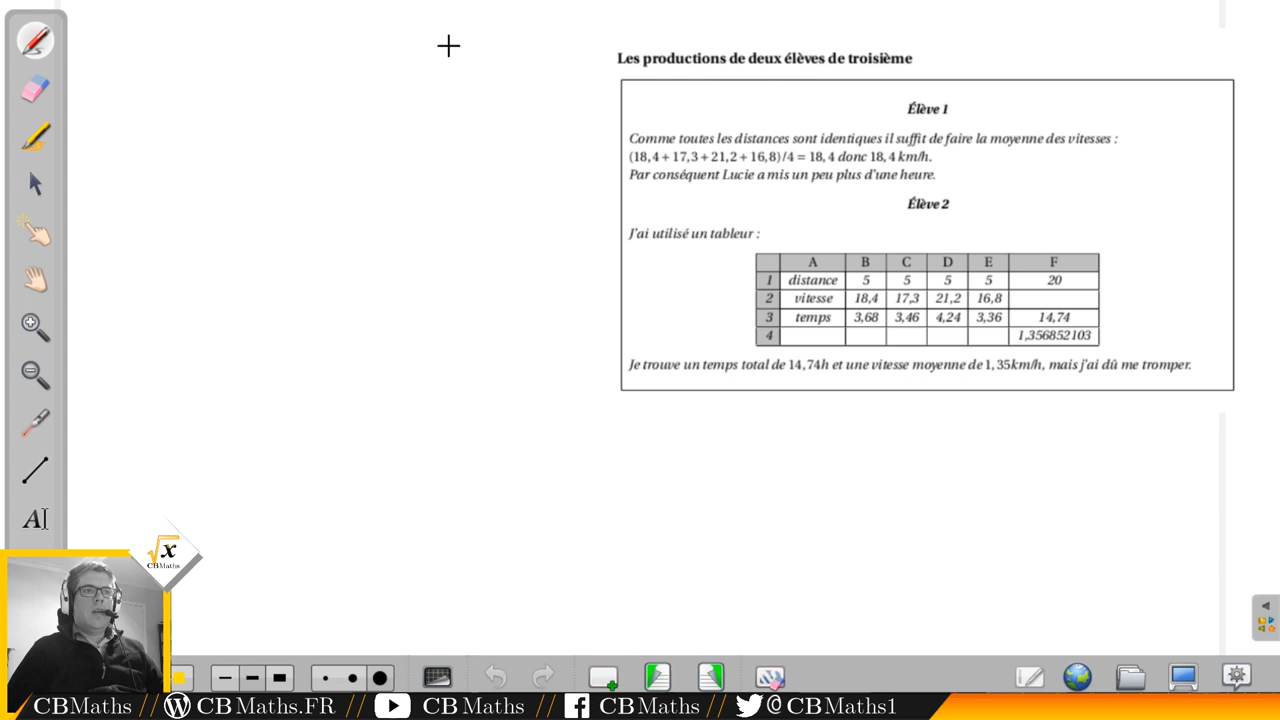 Les productions de deux élèves de troisième
Élève 1
Comme toutes les distances sont identiques il suffit de faire la moyenne des vitesses :
(18,4+17,3+21,2+16,8)/4 = 18,4 donc 18,4 km/h.
Par conséquent Lucie a mis un peu plus d'une heure.
Élève 2
J'ai utilisé un tableur :
A B C D E F
1 distance 5 5 5 5 20
2 vitesse 18,4 17,3 21,2 16,8
3 temps 3,68 3,46 4,24 3,36 14,74
4 1,356852103
Je trouve un temps total de 14,74h et une vitesse moyenne de 1,35km/h, mais j'ai dû me tromper.
A
√x
CBMaths
CBMaths // CBMaths.FR // CBMaths // CBMaths // @CBMaths1